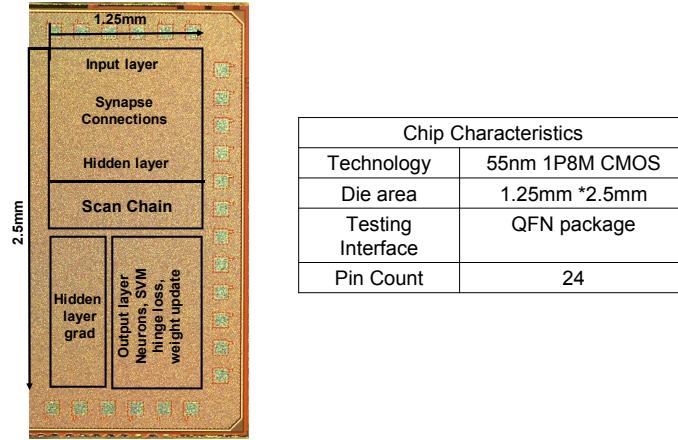 1.25mm
Input layer
Synapse
Connections
Hidden layer
Scan Chain
2.5mm
Hidden
layer
grad
Output layer
Neurons, SVM
hinge loss,
weight update
Chip Characteristics
Technology 55nm 1P8M CMOS
Die area 1.25mm *2.5mm
Testing
Interface QFN package
Pin Count 24